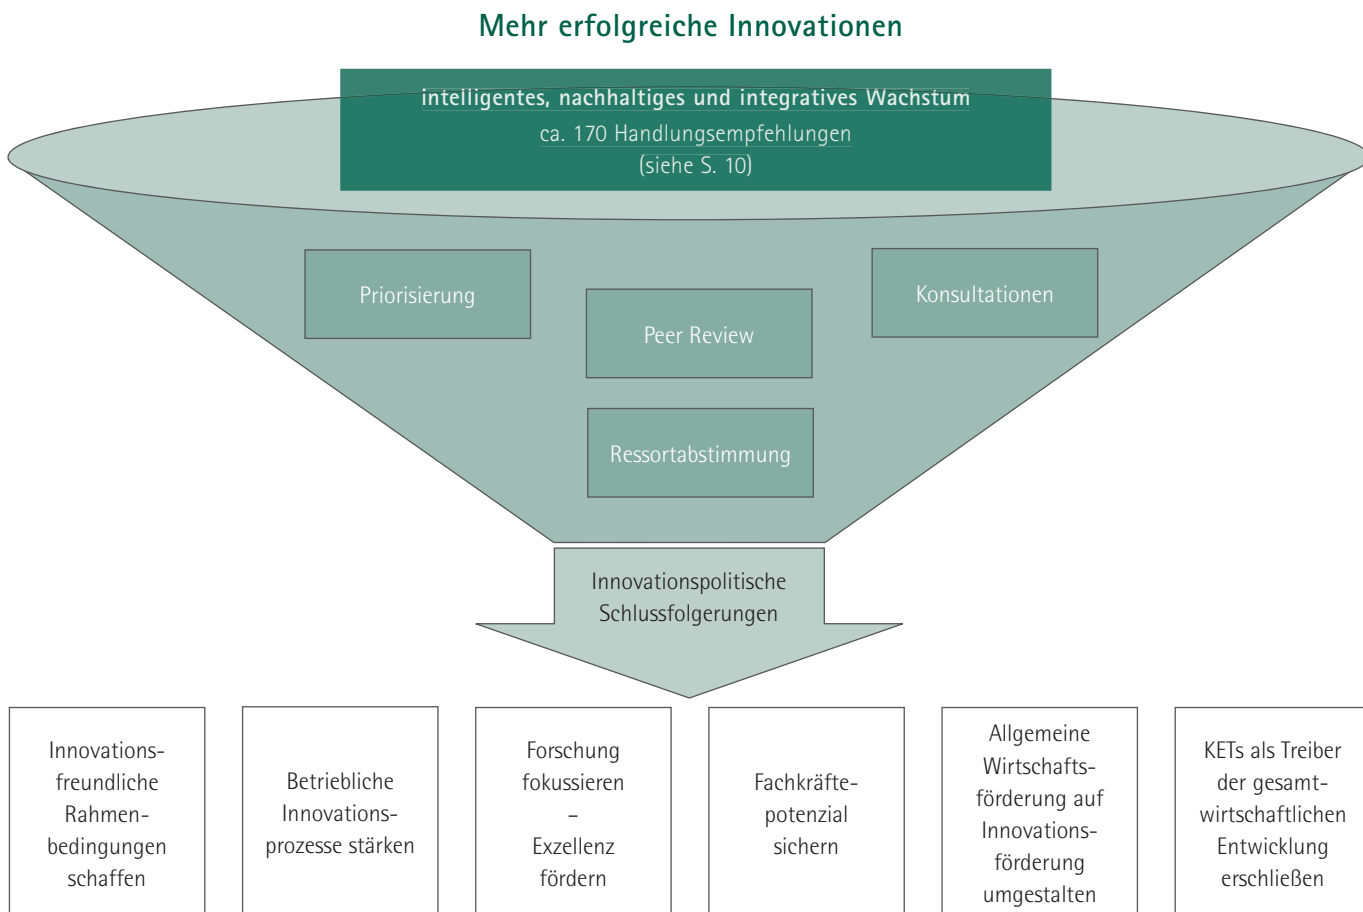 Mehr erfolgreiche Innovationen
intelligentes, nachhaltiges und integratives Wachstum
ca. 170 Handlungsempfehlungen
(siehe S. 10)
Priorisierung
Konsultationen
Peer Review
Ressortabstimmung
Innovationspolitische
Schlussfolgerungen
Innovations-
freundliche
Rahmen-
bedingungen
schaffen
Betriebliche
Innovations-
prozesse stärken
Forschung
fokussieren
–
Exzellenz
fördern
Fachkräfte-
potenzial
sichern
Allgemeine
Wirtschafts-
förderung auf
Innovations-
förderung
umgestalten
KETs als Treiber
der gesamt-
wirtschaftlichen
Entwicklung
erschließen